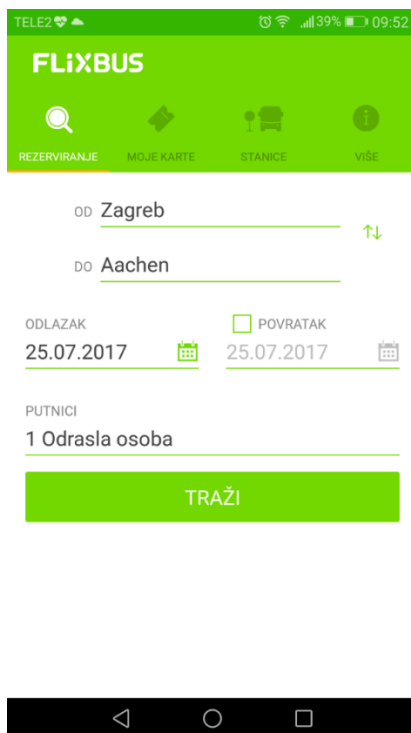 TELE2 39% 09:52
FLiXBUS
REZERVIRANJE MOJE KARTE STANICE VIŠE
OD Zagreb
DO Aachen
ODLAZAK POVRATAK
25.07.2017 25.07.2017
PUTNICI
1 Odrasla osoba
TRAŽI